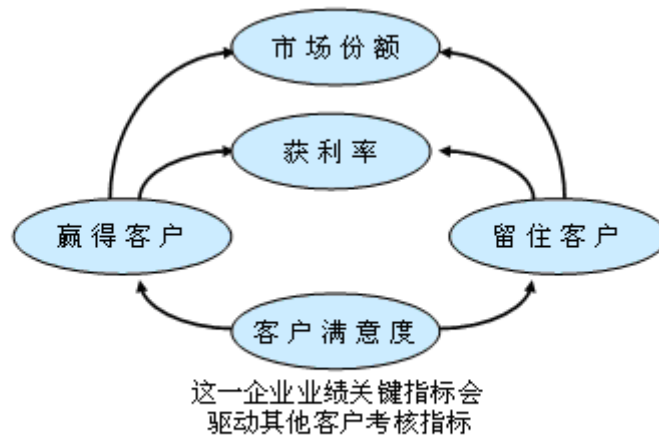 市场份额
获利率
赢得客户
留住客户
客户满意度
这一企业业绩关键指标会
驱动其他客户考核指标